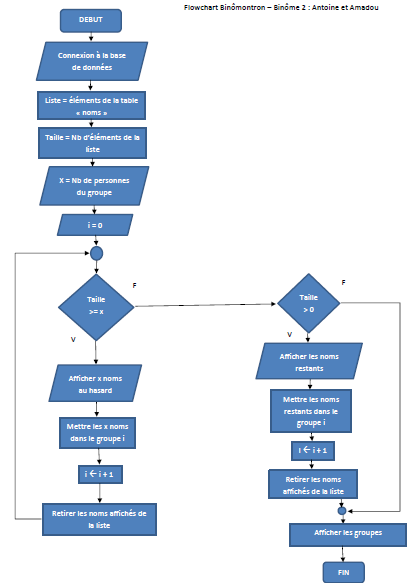 Flowchart Binômontron – Binôme 2 : Antoine et Amadou
DEBUT
Connexion à la base
de données
Liste = éléments de la table
« noms »
Taille = Nb d'éléments de la
liste
X = Nb de personnes
du groupe
i = 0
Taille
>= x
F
V
Afficher x noms
au hasard
Mettre les x noms
dans le groupe i
i ← i + 1
Retirer les noms affichés de
la liste
Taille
> 0
F
V
Afficher les noms
restants
Mettre les noms
restants dans le
groupe i
I ← i + 1
Retirer les noms
affichés de la liste
Afficher les groupes
FIN